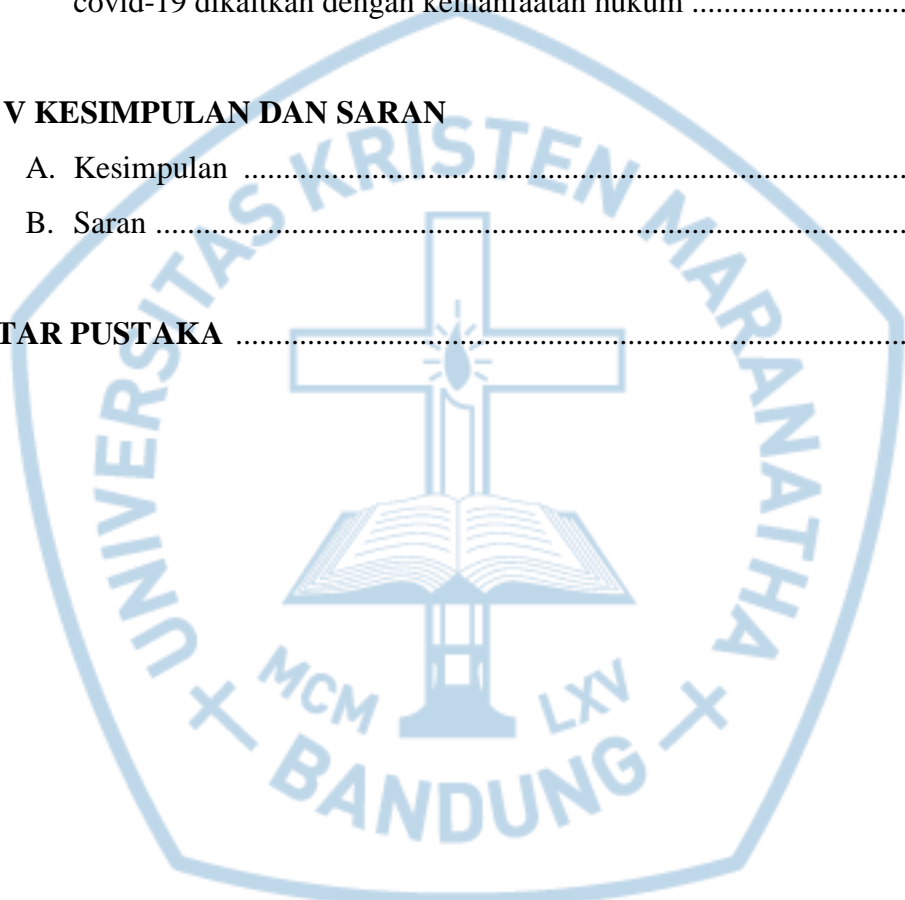 covid-19 dikaitkan dengan kemanfaatan hukum ............................
V KESIMPULAN DAN SARAN
A. Kesimpulan ...................................................................................
B. Saran ..............................................................................................
TAR PUSTAKA ....................................................................................
UNIVERSITAS KRISTEN MARANATHA
MCM LXV
BANDUNG